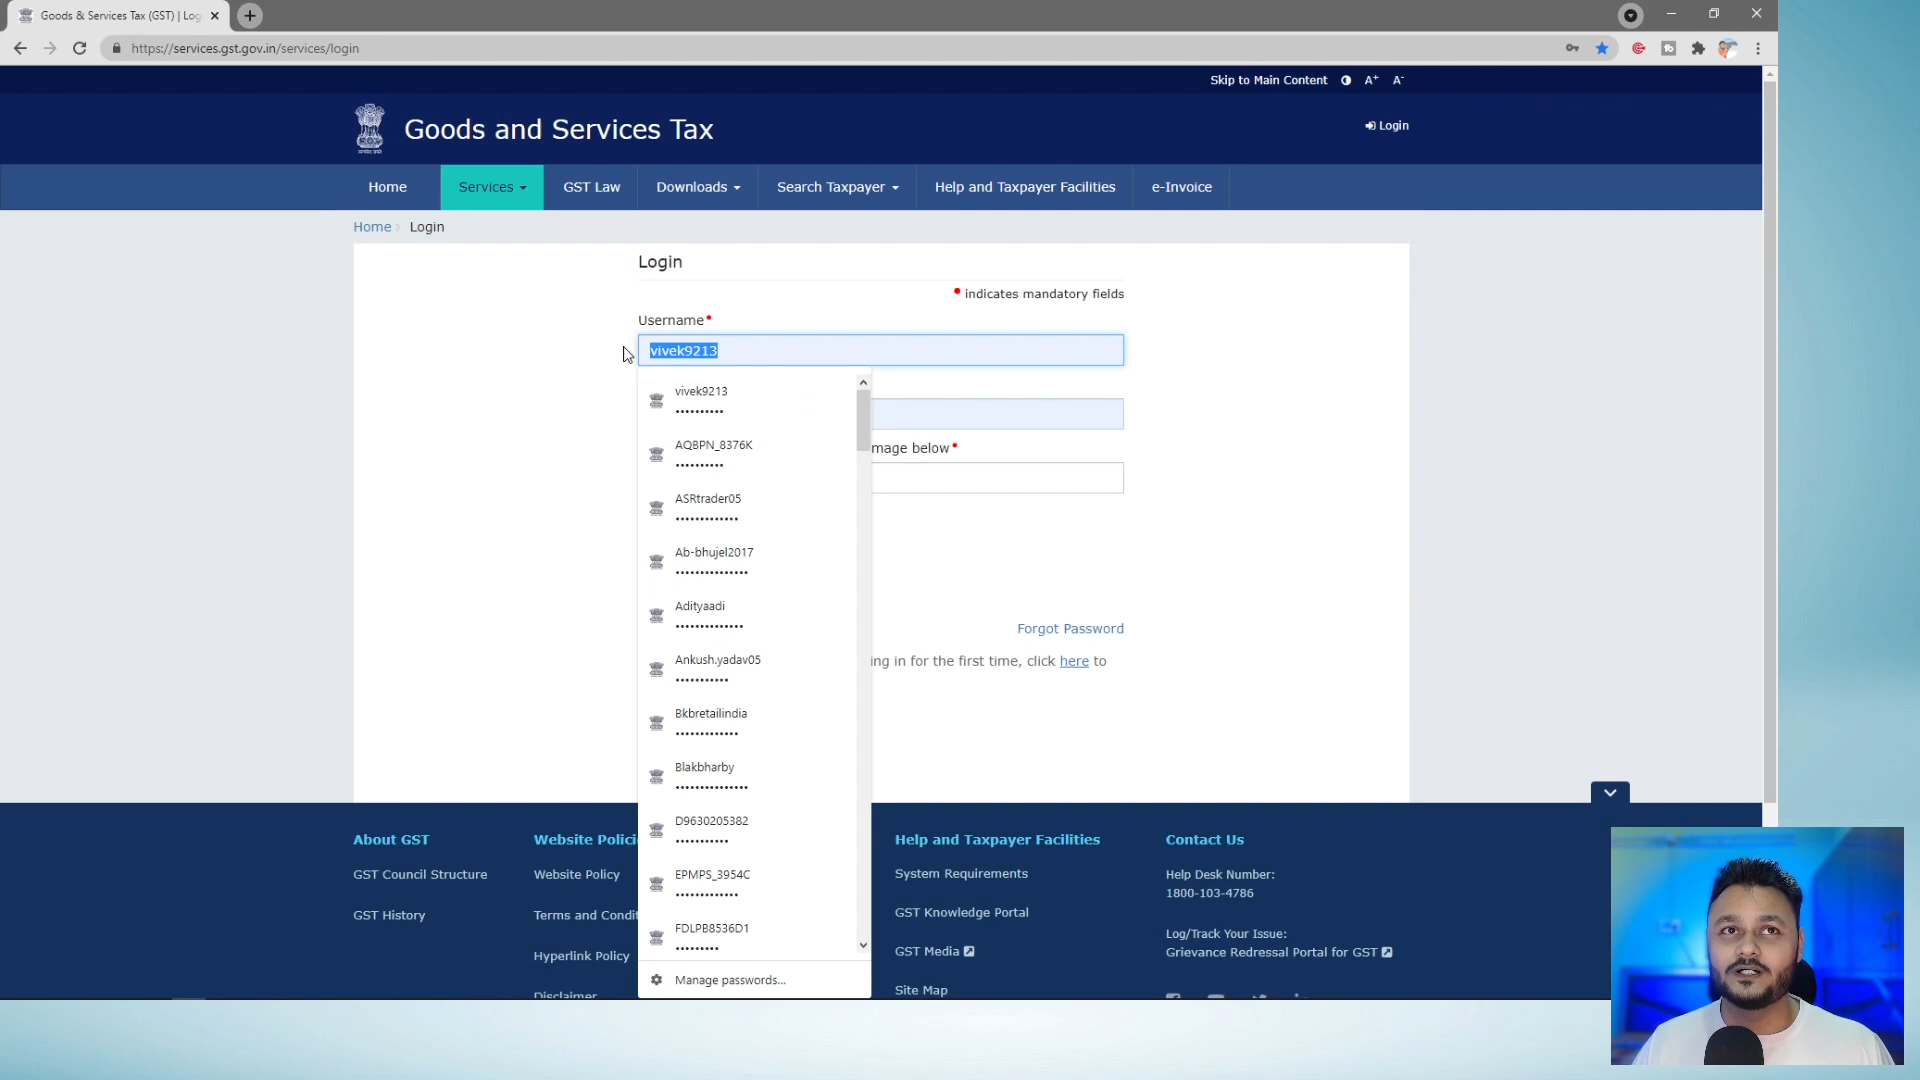 Goods & Services Tax (GST) | Log
https://services.gst.gov.in/services/login
Skip to Main Content A+ A-
Goods and Services Tax
Login
Home Services GST Law Downloads Search Taxpayer Help and Taxpayer Facilities e-Invoice
Home Login
Login
• indicates mandatory fields
Username•
vivek9213
vivek9213
••••••••••
AQBPN_8376K
••••••••••
mage below•
ASRtrader05
•••••••••••••
Ab-bhujel2017
•••••••••••••••
Adityaadi
••••••••••••••
Forgot Password
Ankush.yadav05
•••••••••••
ing in for the first time, click here to
Bkbretailindia
•••••••••••••
Blakbharby
•••••••••••••••
D9630205382
•••••••••••
EPMPS_3954C
•••••••••••••
FDLPB8536D1
•••••••••
Manage passwords...
About GST
GST Council Structure
GST History
Website Polici
Website Policy
Terms and Condit
Hyperlink Policy
Disclaimer
Help and Taxpayer Facilities
System Requirements
GST Knowledge Portal
GST Media
Site Map
Contact Us
Help Desk Number:
1800-103-4786
Log/Track Your Issue:
Grievance Redressal Portal for GST